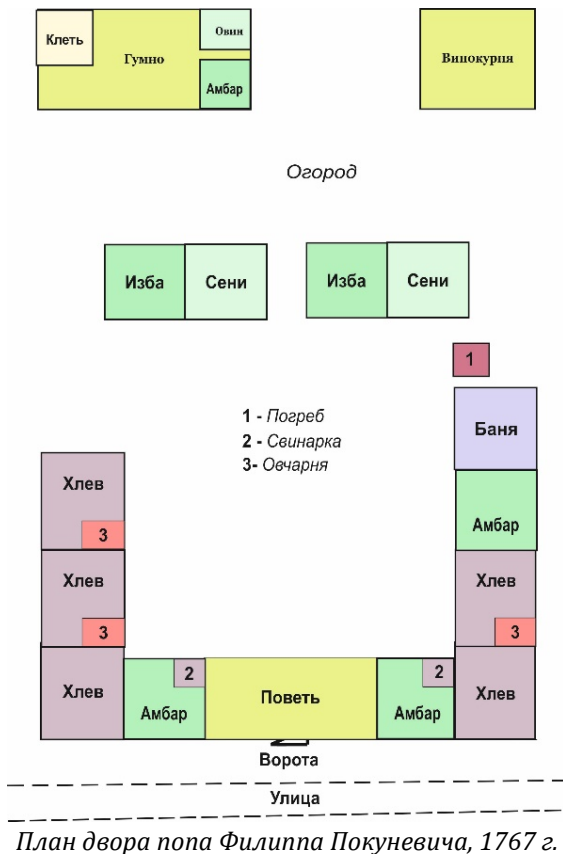 Клеть
Овин
Гумно
Амбар
Винокурня
Огород
Изба
Сени
Изба
Сени
1
1 - Погреб
2 - Свинарка
3- Овчарня
Баня
Хлев
3
Амбар
Хлев
3
Хлев
3
Хлев
2
Амбар
Поветь
2
Амбар
Хлев
Ворота
Улица
План двора попа Филиппа Покуневича, 1767 г.